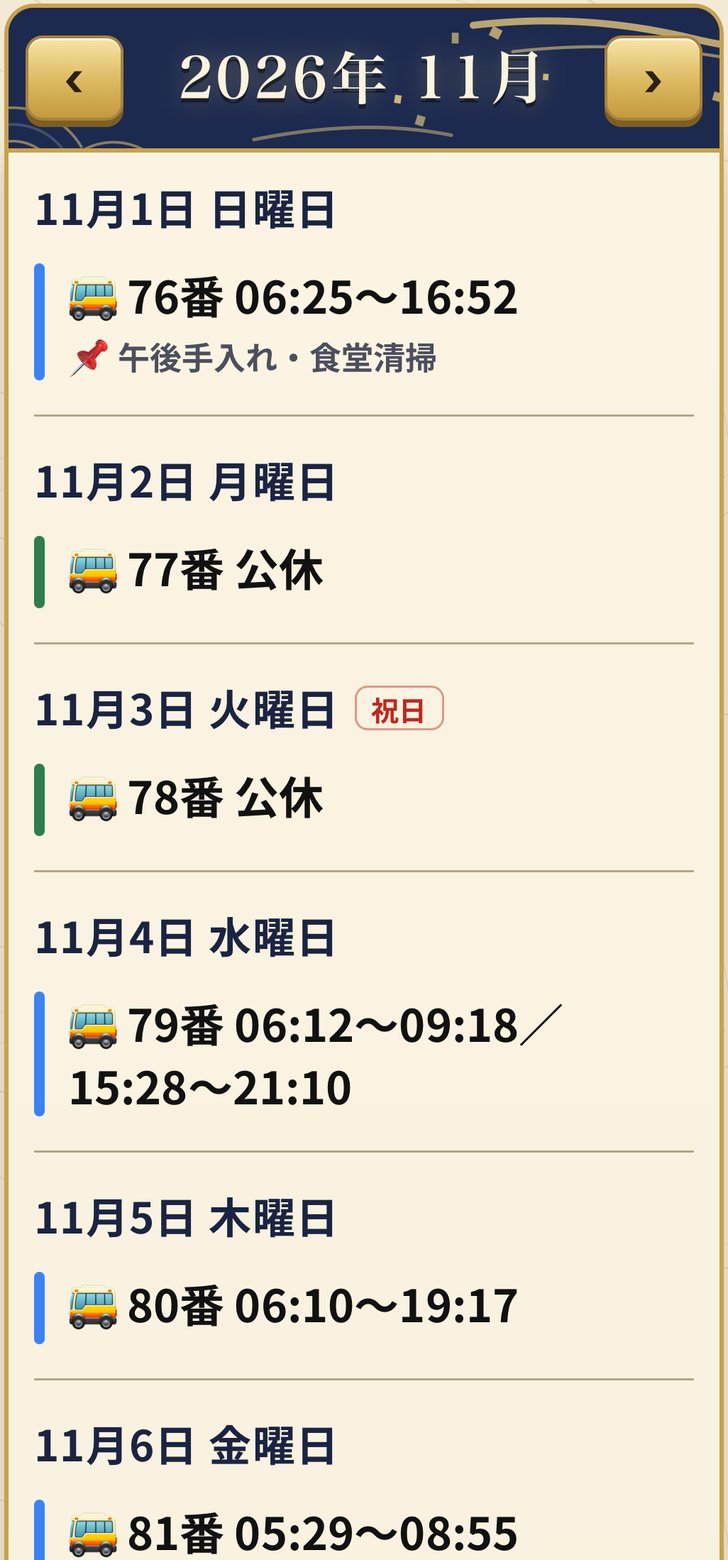 ‹ 2026年 11月 ›
11月1日 日曜日
76番 06:25〜16:52
午後手入れ・食堂清掃
11月2日 月曜日
77番 公休
11月3日 火曜日 祝日
78番 公休
11月4日 水曜日
79番 06:12〜09:18／
15:28〜21:10
11月5日 木曜日
80番 06:10〜19:17
11月6日 金曜日
81番 05:29〜08:55